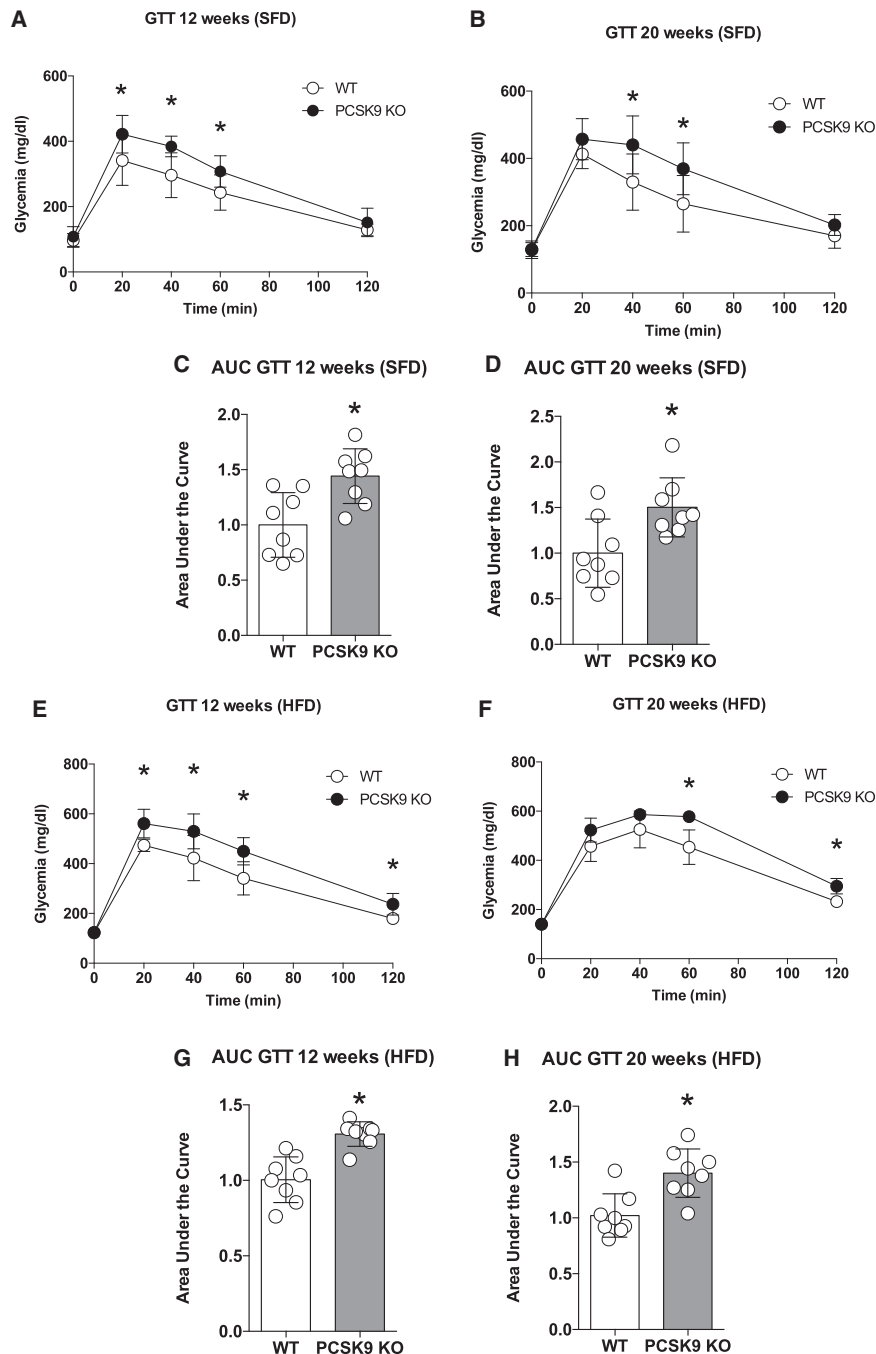 A
GTT 12 weeks (SFD)
Glycemia (mg/dl)
600
400
200
0
* * *
WT
PCSK9 KO
0 20 40 60 80 100 120
Time (min)
B
GTT 20 weeks (SFD)
Glycemia (mg/dl)
600
400
200
0
* *
WT
PCSK9 KO
0 20 40 60 80 100 120
Time (min)
C
AUC GTT 12 weeks (SFD)
Area Under the Curve
2.0
1.5
1.0
0.5
0.0
*
WT PCSK9 KO
D
AUC GTT 20 weeks (SFD)
Area Under the Curve
2.5
2.0
1.5
1.0
0.5
0.0
*
WT PCSK9 KO
E
GTT 12 weeks (HFD)
Glycemia (mg/dl)
800
600
400
200
0
* * * *
WT
PCSK9 KO
0 20 40 60 80 100 120
Time (min)
F
GTT 20 weeks (HFD)
Glycemia (mg/dl)
800
600
400
200
0
* *
WT
PCSK9 KO
0 20 40 60 80 100 120
Time (min)
G
AUC GTT 12 weeks (HFD)
Area Under the Curve
1.5
1.0
0.5
0.0
*
WT PCSK9 KO
H
AUC GTT 20 weeks (HFD)
Area Under the Curve
2.0
1.5
1.0
0.5
0.0
*
WT PCSK9 KO